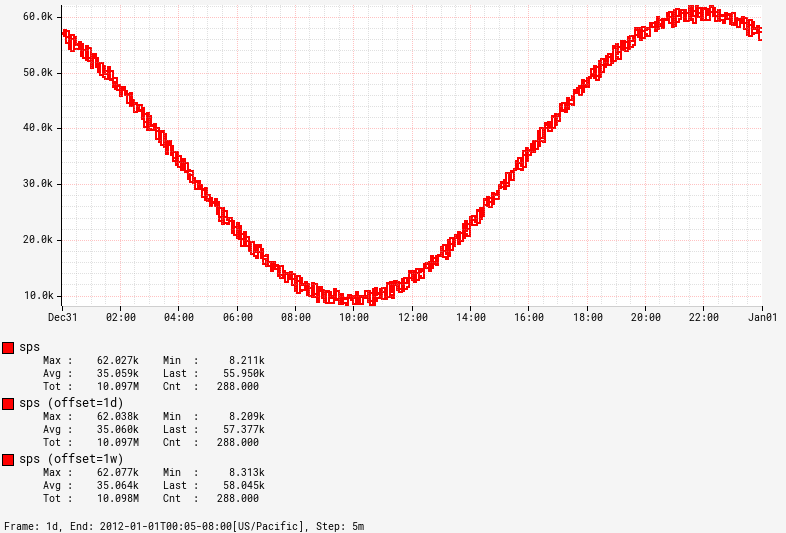 60.0k
50.0k
40.0k
30.0k
20.0k
10.0k
Dec31 02:00 04:00 06:00 08:00 10:00 12:00 14:00 16:00 18:00 20:00 22:00 Jan01
sps
Max : 62.027k Min : 8.211k
Avg : 35.059k Last : 55.950k
Tot : 10.097M Cnt : 288.000
sps (offset=1d)
Max : 62.038k Min : 8.209k
Avg : 35.060k Last : 57.377k
Tot : 10.097M Cnt : 288.000
sps (offset=1w)
Max : 62.077k Min : 8.313k
Avg : 35.064k Last : 58.045k
Tot : 10.098M Cnt : 288.000
Frame: 1d, End: 2012-01-01T00:05-08:00[US/Pacific], Step: 5m